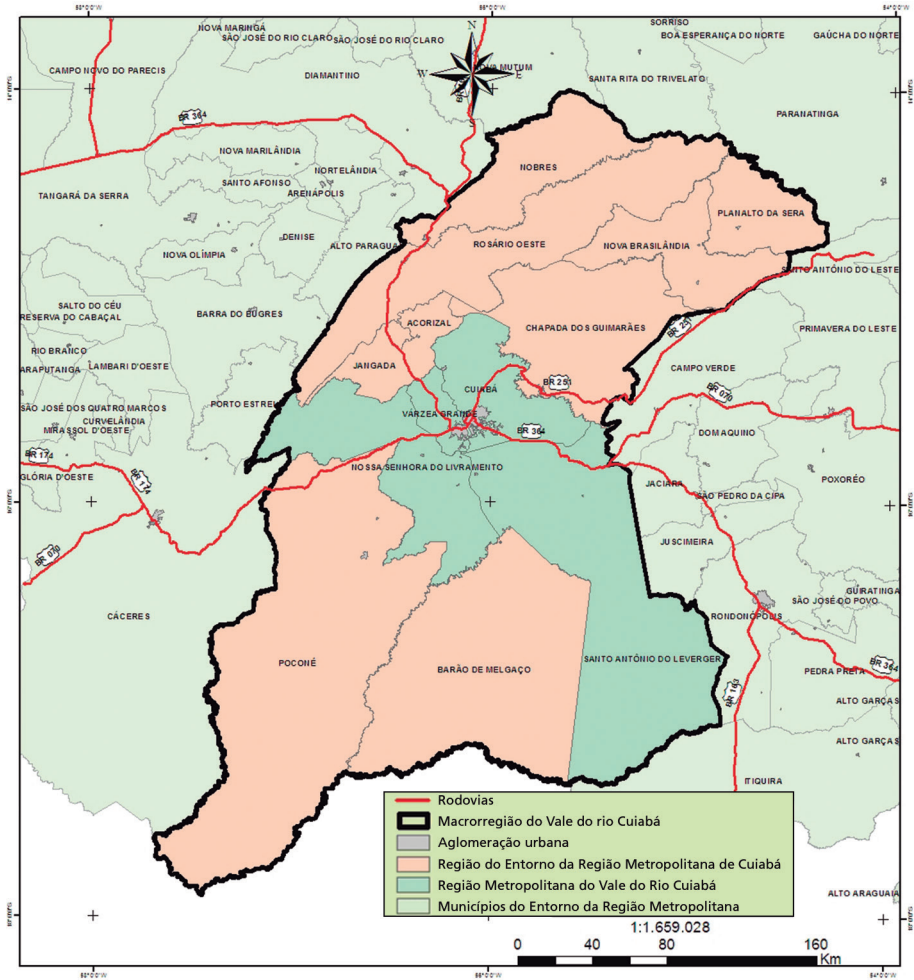 56°0'0"W
54°0'0"W
NOVA MARINGÁ
SÃO JOSÉ DO RIO CLARO
SÃO JOSÉ DO RIO CLARO
N
SORRISO
BOA ESPERANÇA DO NORTE
GAÚCHA DO NORTE
CAMPO NOVO DO PARECIS
DIAMANTINO
W
E
S
NOVA MUTUM
SANTA RITA DO TRIVELATO
PARANATINGA
BR 364
NOVA MARILÂNDIA
NORTELÂNDIA
SANTO AFONSO
ARENÁPOLIS
TANGARÁ DA SERRA
NOBRES
PLANALTO DA SERA
DENISE
ALTO PARAGUA
ROSÁRIO OESTE
NOVA BRASILÂNDIA
NOVA OLÍMPIA
SANTO ANTÔNIO DO LESTE
SALTO DO CÉU
RESERVA DO CABAÇAL
BARRA DO BUGRES
ACORIZAL
CHAPADA DOS GUIMARÃES
BR 251
PRIMAVERA DO LESTE
RIO BRANCO
ARAPUTANGA
LAMBARI D'OESTE
JANGADA
CAMPO VERDE
CUIABÁ
BR 251
BR 070
SÃO JOSÉ DOS QUATRO MARCOS
PORTO ESTREL
VÁRZEA GRANDE
CURVELÂNDIA
MIRASSOL D'OESTE
BR 364
DOM AQUINO
BR 174
GLÓRIA D'OESTE
BR 174
NOSSA SENHORA DO LIVRAMENTO
JACIARA
SÃO PEDRO DA CIPA
POXORÉO
BR 070
JUSCIMEIRA
GUIRATINGA
SÃO JOSÉ DO POVO
CÁCERES
RONDONÓPOLIS
POCONÉ
BARÃO DE MELGAÇO
SANTO ANTÔNIO DO LEVERGER
BR 364
PEDRA PRETA
BR 163
ALTO GARÇAS
ALTO GARÇAS
ITIQUIRA
Rodovias
Macrorregião do Vale do rio Cuiabá
Aglomeração urbana
Região do Entorno da Região Metropolitana de Cuiabá
Região Metropolitana do Vale do Rio Cuiabá
Municípios do Entorno da Região Metropolitana
ALTO ARAGUAIA
1:1.659.028
0 40 80 160
Km